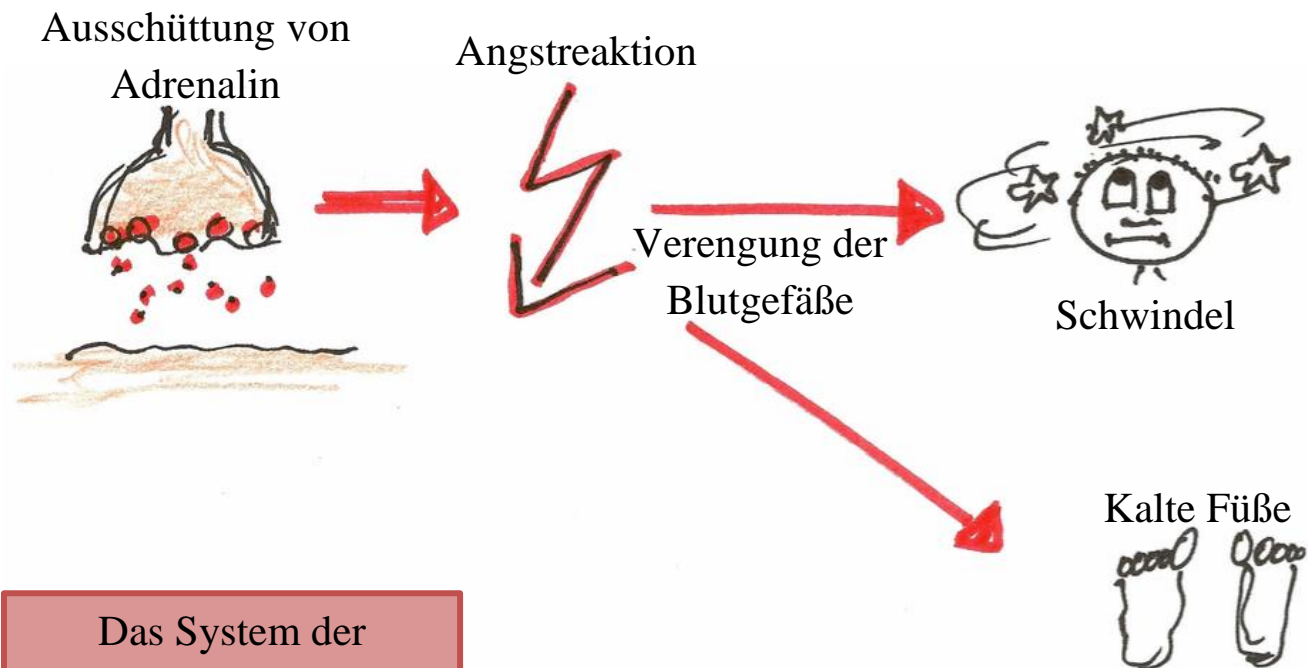 Ausschüttung von
Adrenalin
Angstreaktion
Verengung der
Blutgefäße
Schwindel
Kalte Füße
Das System der